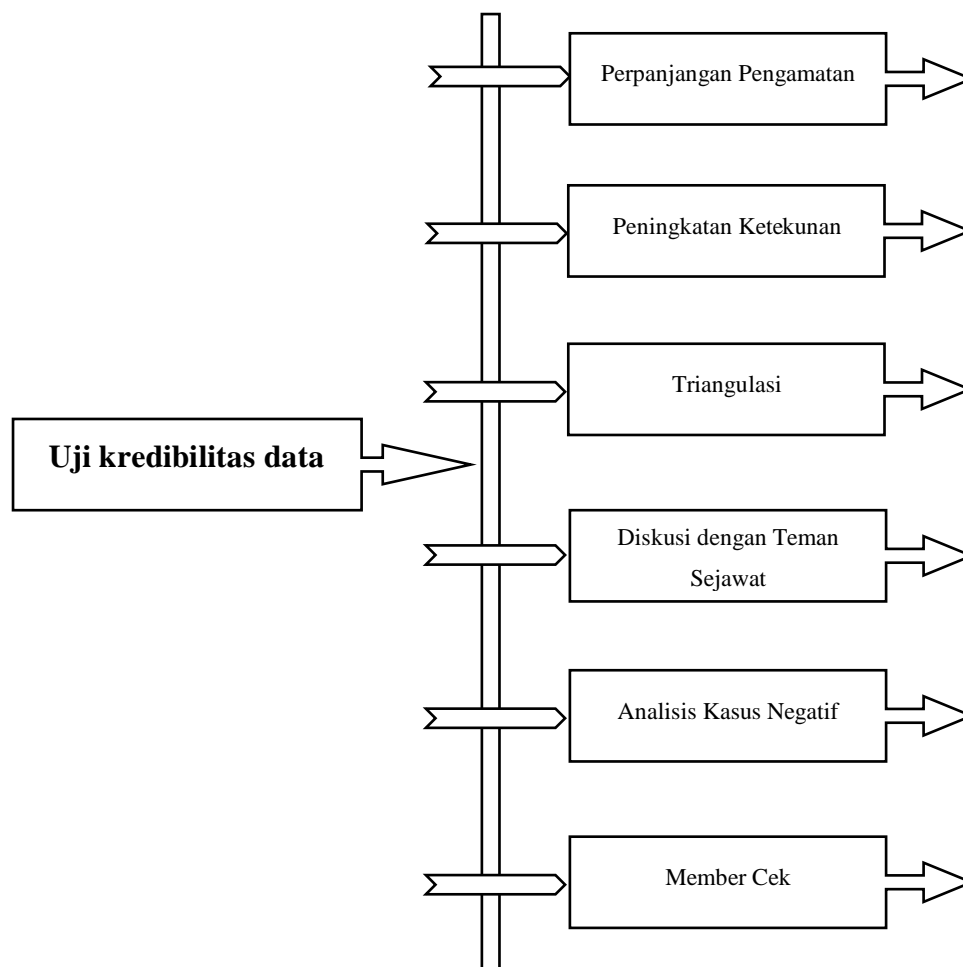 Perpanjangan Pengamatan
Peningkatan Ketekunan
Triangulasi
Uji kredibilitas data
Diskusi dengan Teman
Sejawat
Analisis Kasus Negatif
Member Cek